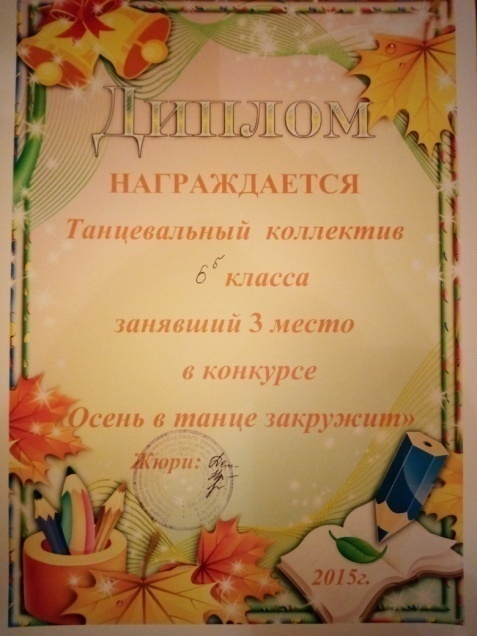 Диплом
НАГРАЖДАЕТСЯ
Танцевальный коллектив
6б класса
занявший 3 место
в конкурсе
«Осень в танце закружит»
Жюри:
2015г.